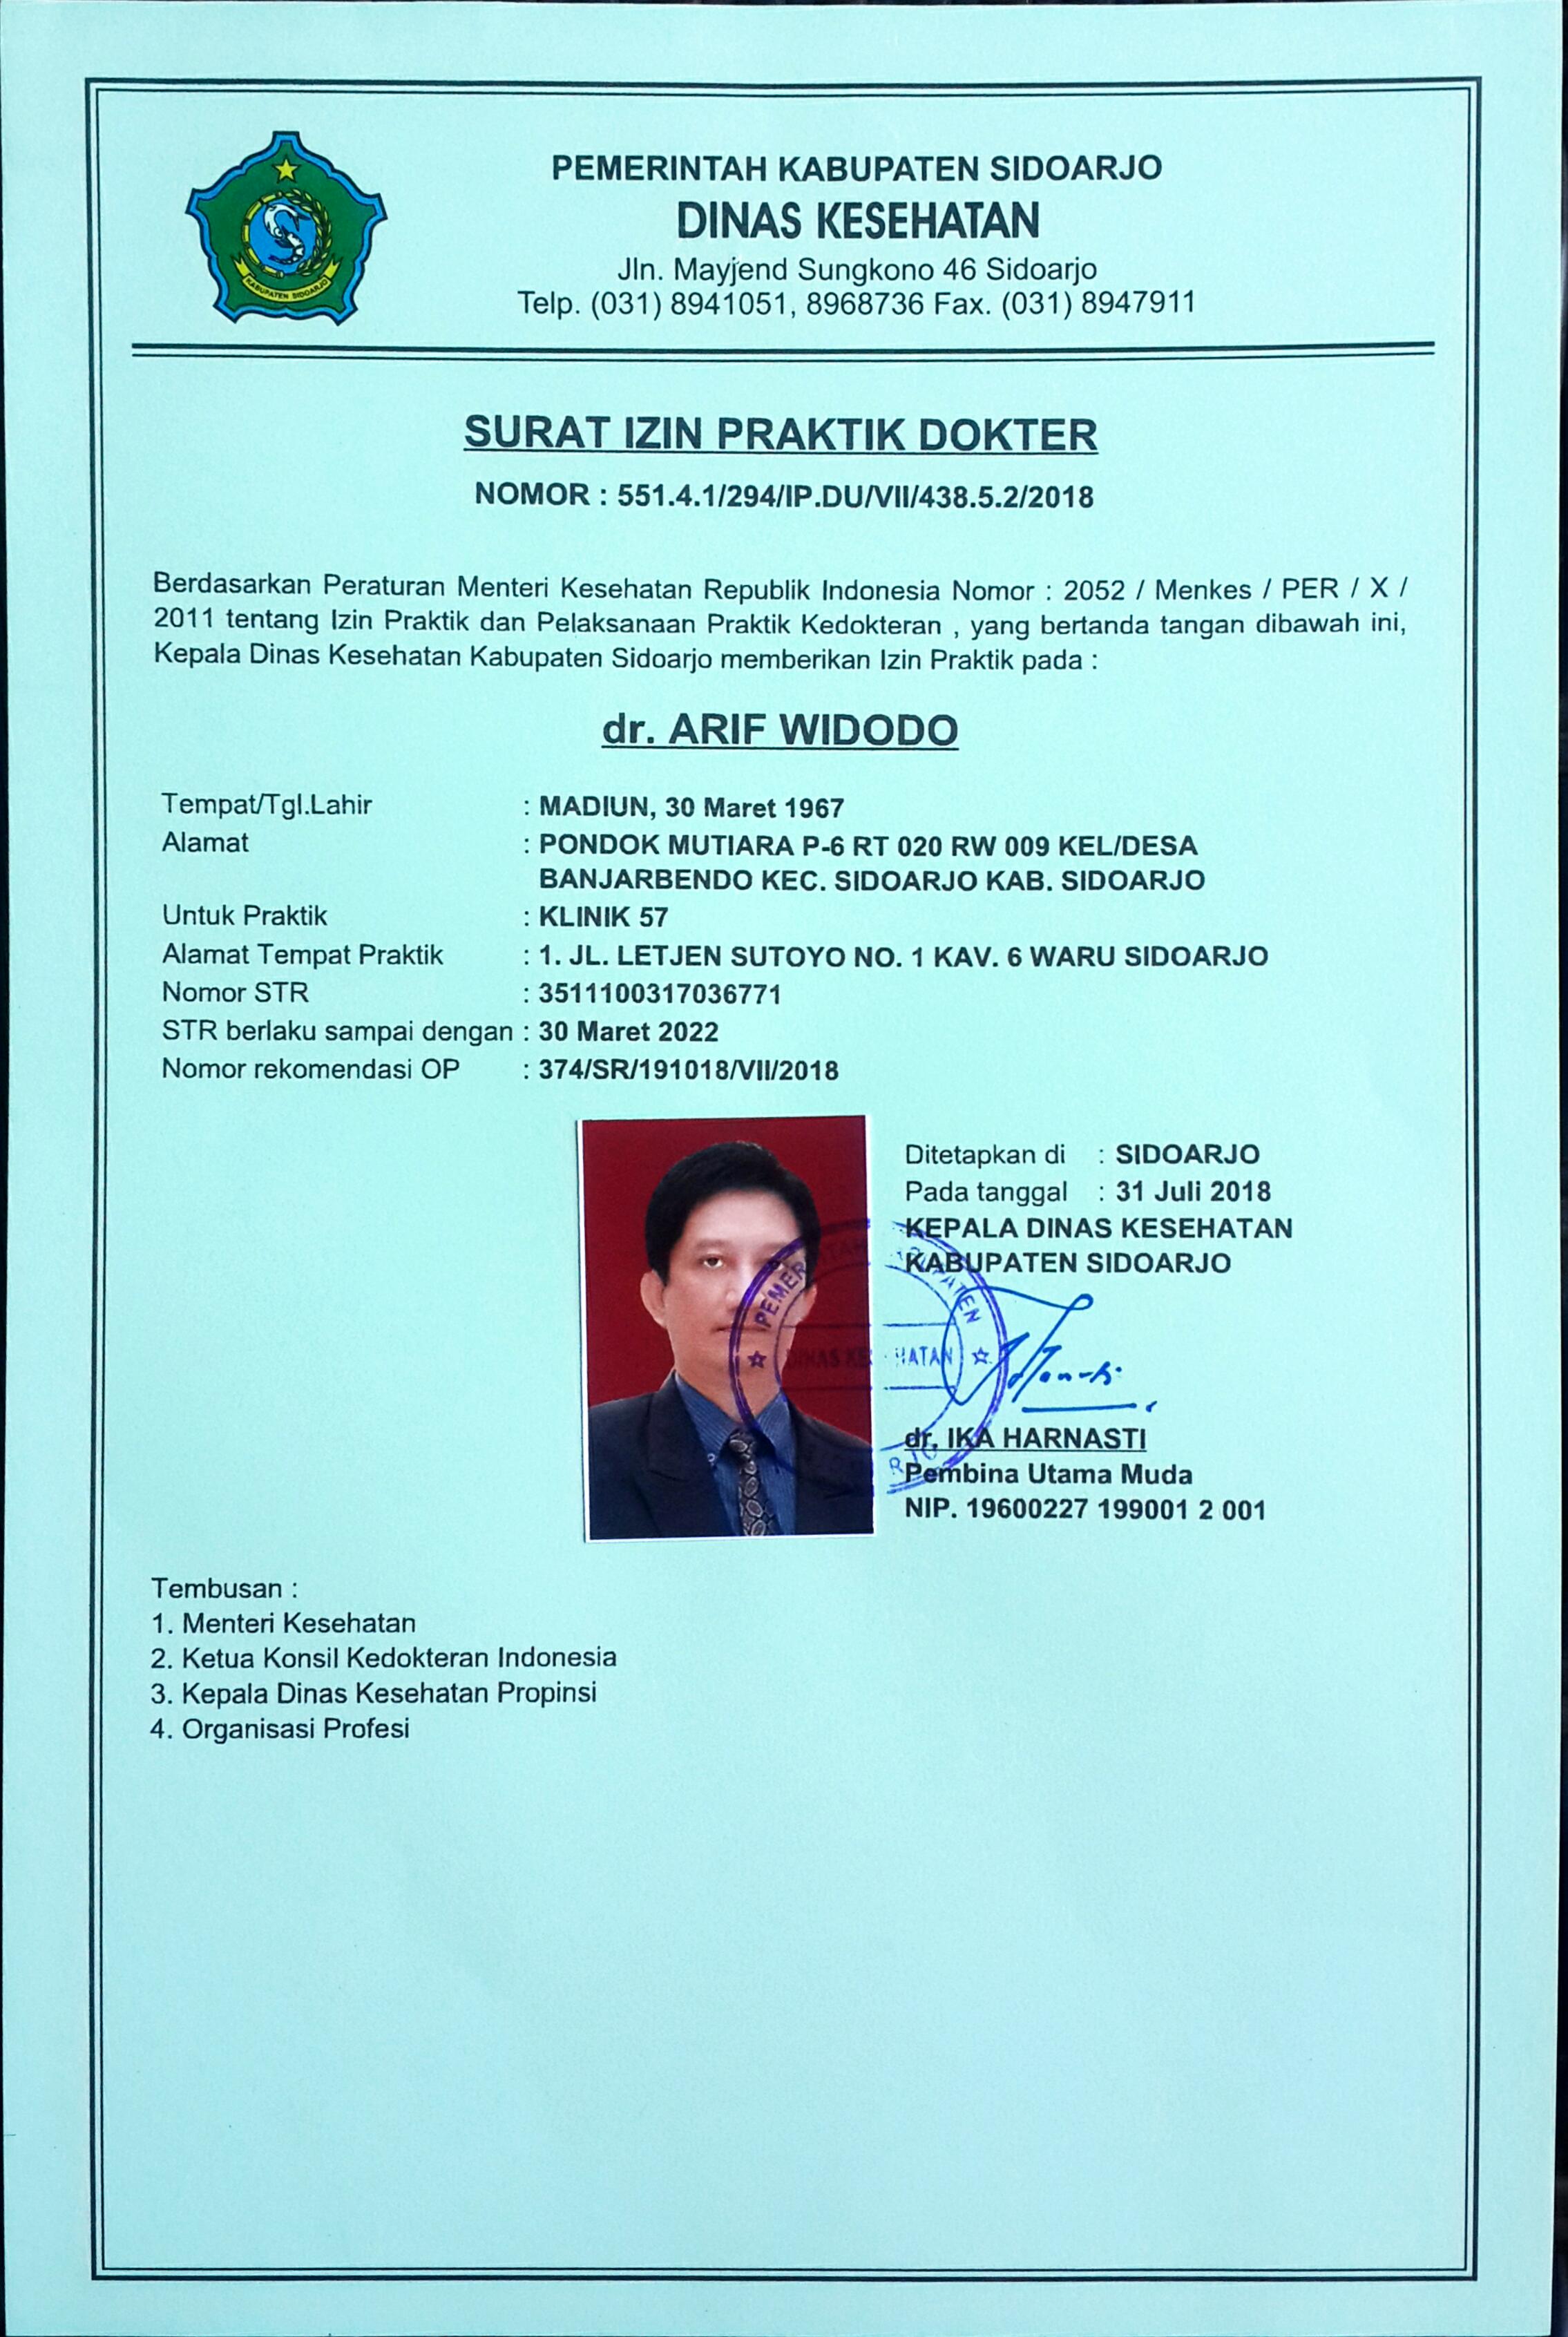 KABUPATEN SIDOARJO
PEMERINTAH KABUPATEN SIDOARJO
DINAS KESEHATAN
Jln. Mayjend Sungkono 46 Sidoarjo
Telp. (031) 8941051, 8968736 Fax. (031) 8947911
SURAT IZIN PRAKTIK DOKTER
NOMOR : 551.4.1/294/IP.DU/VII/438.5.2/2018
Berdasarkan Peraturan Menteri Kesehatan Republik Indonesia Nomor : 2052 / Menkes / PER / X /
2011 tentang Izin Praktik dan Pelaksanaan Praktik Kedokteran , yang bertanda tangan dibawah ini,
Kepala Dinas Kesehatan Kabupaten Sidoarjo memberikan Izin Praktik pada :
dr. ARIF WIDODO
Tempat/Tgl.Lahir : MADIUN, 30 Maret 1967
Alamat : PONDOK MUTIARA P-6 RT 020 RW 009 KEL/DESA
BANJARBENDO KEC. SIDOARJO KAB. SIDOARJO
Untuk Praktik : KLINIK 57
Alamat Tempat Praktik : 1. JL. LETJEN SUTOYO NO. 1 KAV. 6 WARU SIDOARJO
Nomor STR : 3511100317036771
STR berlaku sampai dengan : 30 Maret 2022
Nomor rekomendasi OP : 374/SR/191018/VII/2018
Ditetapkan di : SIDOARJO
Pada tanggal : 31 Juli 2018
KEPALA DINAS KESEHATAN
KABUPATEN SIDOARJO
dr. IKA HARNASTI
Pembina Utama Muda
NIP. 19600227 199001 2 001
Tembusan :
1. Menteri Kesehatan
2. Ketua Konsil Kedokteran Indonesia
3. Kepala Dinas Kesehatan Propinsi
4. Organisasi Profesi